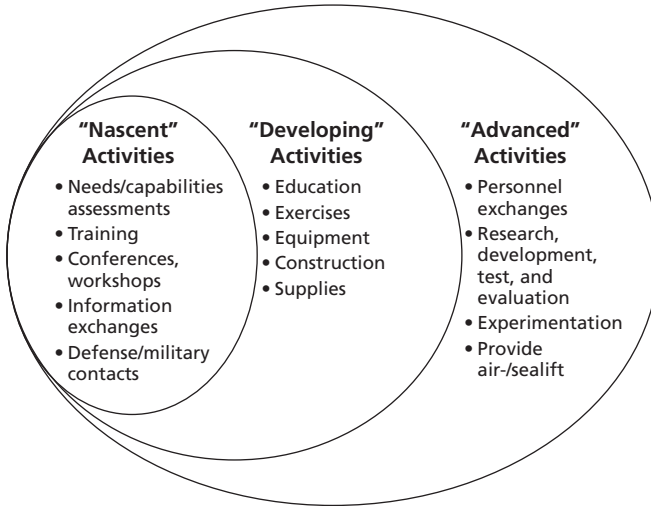 “Nascent”
Activities
• Needs/capabilities
assessments
• Training
• Conferences,
workshops
• Information
exchanges
• Defense/military
contacts
“Developing”
Activities
• Education
• Exercises
• Equipment
• Construction
• Supplies
“Advanced”
Activities
• Personnel
exchanges
• Research,
development,
test, and
evaluation
• Experimentation
• Provide
air-/sealift